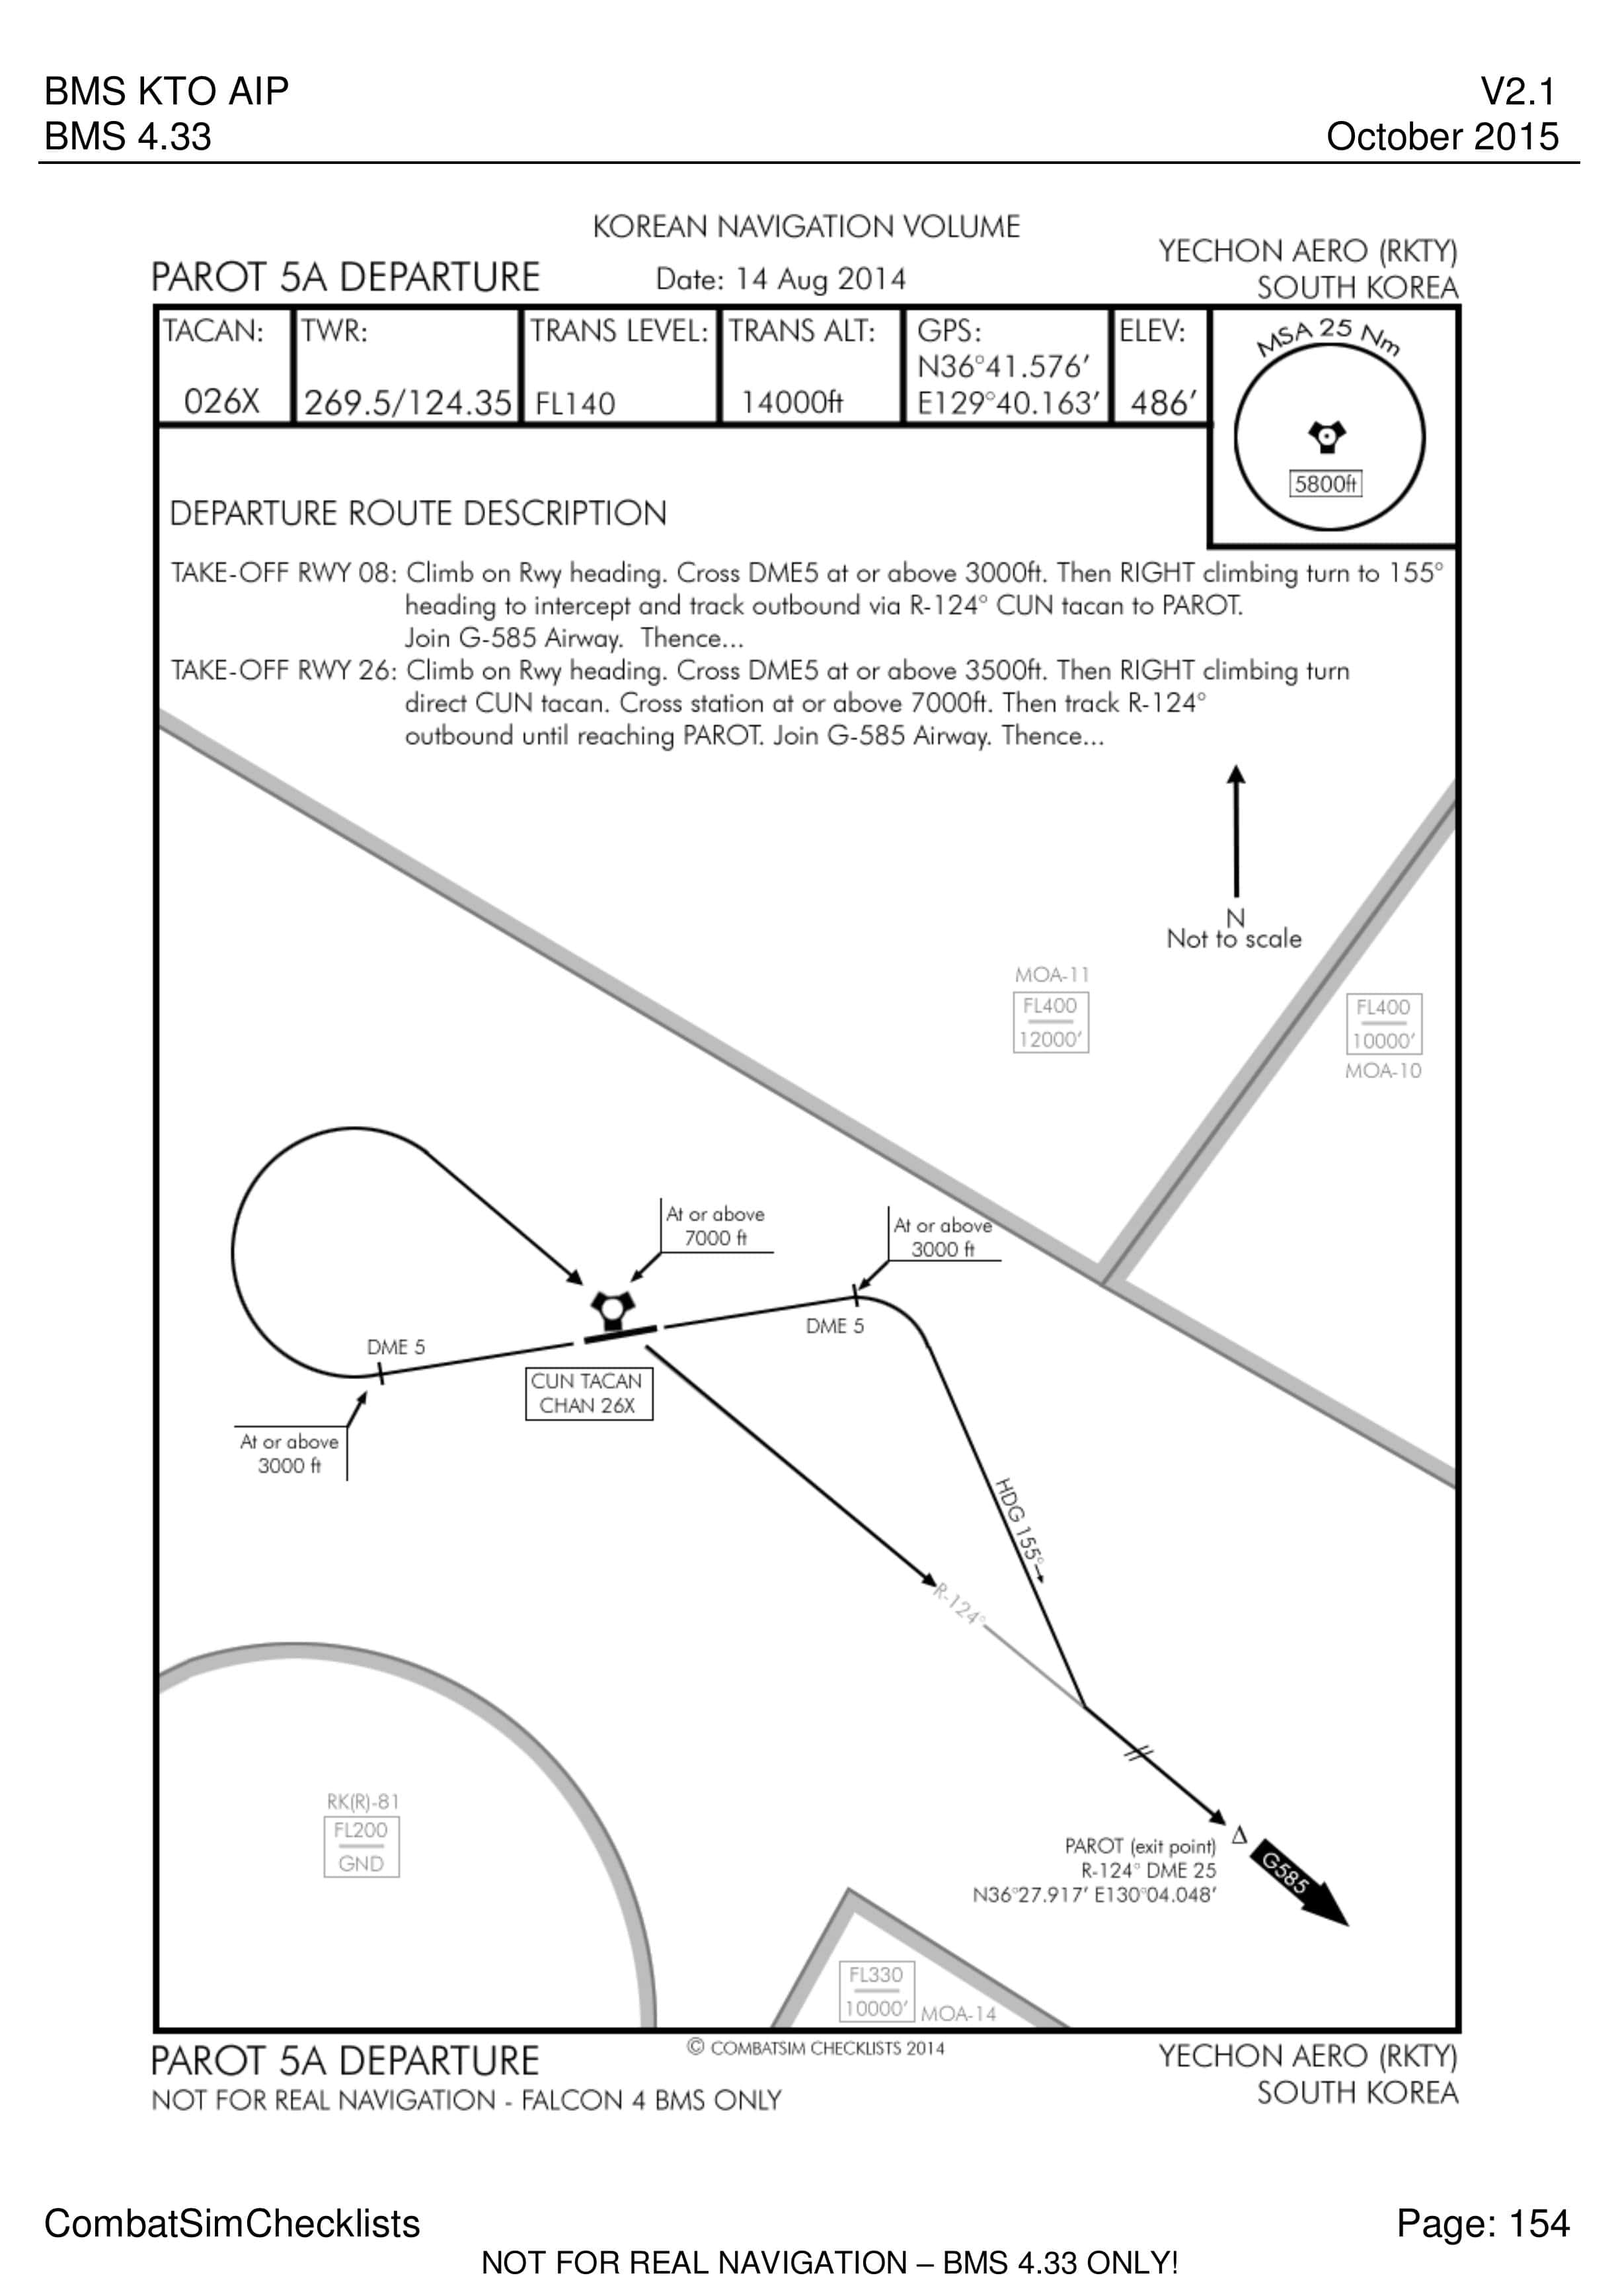 BMS KTO AIP
V2.1
BMS 4.33
October 2015
KOREAN NAVIGATION VOLUME
PAROT 5A DEPARTURE
Date: 14 Aug 2014
YECHON AERO (RKTY)
SOUTH KOREA
TACAN:
026X
TWR:
269.5/124.35
TRANS LEVEL:
FL140
TRANS ALT:
14000ft
GPS:
N36°41.576'
E129°40.163'
ELEV:
486'
MSA 25 Nm
5800ft
DEPARTURE ROUTE DESCRIPTION
TAKE-OFF RWY 08: Climb on Rwy heading. Cross DME5 at or above 3000ft. Then RIGHT climbing turn to 155°
heading to intercept and track outbound via R-124° CUN tacan to PAROT.
Join G-585 Airway. Thence...
TAKE-OFF RWY 26: Climb on Rwy heading. Cross DME5 at or above 3500ft. Then RIGHT climbing turn
direct CUN tacan. Cross station at or above 7000ft. Then track R-124°
outbound until reaching PAROT. Join G-585 Airway. Thence...
N
Not to scale
MOA-11
FL400
12000'
FL400
10000'
MOA-10
At or above
7000 ft
At or above
3000 ft
DME 5
DME 5
CUN TACAN
CHAN 26X
At or above
3000 ft
HDG 155°
R-124°
RK(R)-81
FL200
GND
PAROT (exit point)
R-124° DME 25
N36°27.917' E130°04.048'
G585
FL330
10000'
MOA-14
PAROT 5A DEPARTURE
© COMBATSIM CHECKLISTS 2014
YECHON AERO (RKTY)
SOUTH KOREA
NOT FOR REAL NAVIGATION - FALCON 4 BMS ONLY
CombatSimChecklists
Page: 154
NOT FOR REAL NAVIGATION – BMS 4.33 ONLY!